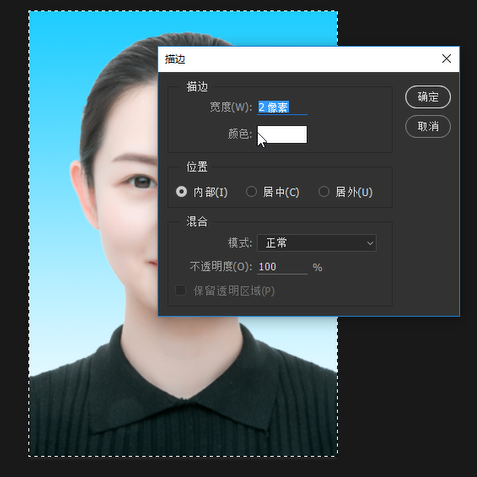 描边
描边
宽度(W): 2 像素
确定
颜色:
取消
位置
内部(I) 居中(C) 居外(U)
混合
模式: 正常
不透明度(O): 100 %
保留透明区域(P)